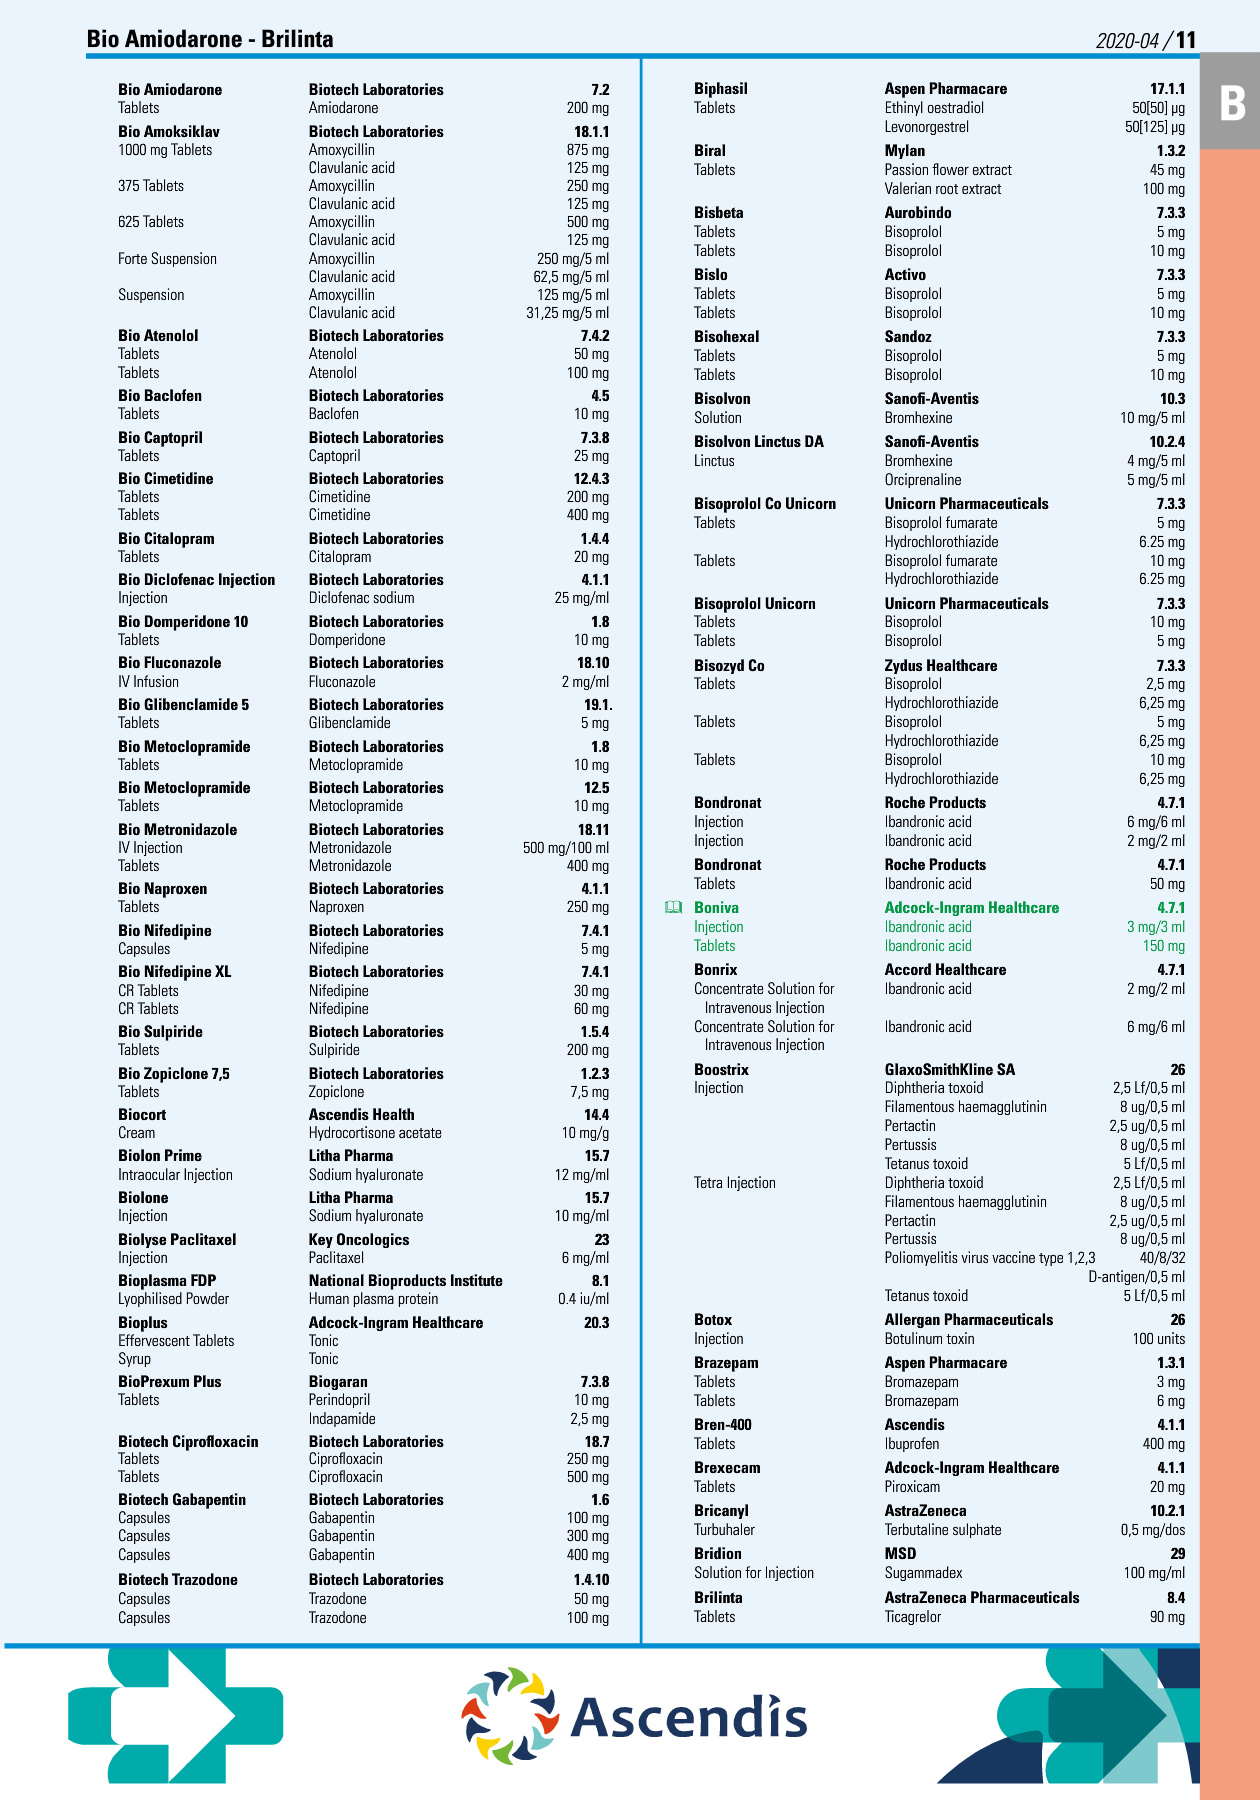 Bio Amiodarone - Brilinta
2020-04 / 11
B
Bio Amiodarone Biotech Laboratories 7.2
Tablets Amiodarone 200 mg
Bio Amoksiklav Biotech Laboratories 18.1.1
1000 mg Tablets Amoxycillin 875 mg
Clavulanic acid 125 mg
375 Tablets Amoxycillin 250 mg
Clavulanic acid 125 mg
625 Tablets Amoxycillin 500 mg
Clavulanic acid 125 mg
Forte Suspension Amoxycillin 250 mg/5 ml
Clavulanic acid 62,5 mg/5 ml
Suspension Amoxycillin 125 mg/5 ml
Clavulanic acid 31,25 mg/5 ml
Bio Atenolol Biotech Laboratories 7.4.2
Tablets Atenolol 50 mg
Tablets Atenolol 100 mg
Bio Baclofen Biotech Laboratories 4.5
Tablets Baclofen 10 mg
Bio Captopril Biotech Laboratories 7.3.8
Tablets Captopril 25 mg
Bio Cimetidine Biotech Laboratories 12.4.3
Tablets Cimetidine 200 mg
Tablets Cimetidine 400 mg
Bio Citalopram Biotech Laboratories 1.4.4
Tablets Citalopram 20 mg
Bio Diclofenac Injection Biotech Laboratories 4.1.1
Injection Diclofenac sodium 25 mg/ml
Bio Domperidone 10 Biotech Laboratories 1.8
Tablets Domperidone 10 mg
Bio Fluconazole Biotech Laboratories 18.10
IV Infusion Fluconazole 2 mg/ml
Bio Glibenclamide 5 Biotech Laboratories 19.1.
Tablets Glibenclamide 5 mg
Bio Metoclopramide Biotech Laboratories 1.8
Tablets Metoclopramide 10 mg
Bio Metoclopramide Biotech Laboratories 12.5
Tablets Metoclopramide 10 mg
Bio Metronidazole Biotech Laboratories 18.11
IV Injection Metronidazole 500 mg/100 ml
Tablets Metronidazole 400 mg
Bio Naproxen Biotech Laboratories 4.1.1
Tablets Naproxen 250 mg
Bio Nifedipine Biotech Laboratories 7.4.1
Capsules Nifedipine 5 mg
Bio Nifedipine XL Biotech Laboratories 7.4.1
CR Tablets Nifedipine 30 mg
CR Tablets Nifedipine 60 mg
Bio Sulpiride Biotech Laboratories 1.5.4
Tablets Sulpiride 200 mg
Bio Zopiclone 7,5 Biotech Laboratories 1.2.3
Tablets Zopiclone 7,5 mg
Biocort Ascendis Health 14.4
Cream Hydrocortisone acetate 10 mg/g
Biolon Prime Litha Pharma 15.7
Intraocular Injection Sodium hyaluronate 12 mg/ml
Biolone Litha Pharma 15.7
Injection Sodium hyaluronate 10 mg/ml
Biolyse Paclitaxel Key Oncologics 23
Injection Paclitaxel 6 mg/ml
Bioplasma FDP National Bioproducts Institute 8.1
Lyophilised Powder Human plasma protein 0.4 iu/ml
Bioplus Adcock-Ingram Healthcare 20.3
Effervescent Tablets Tonic
Syrup Tonic
BioPrexum Plus Biogaran 7.3.8
Tablets Perindopril 10 mg
Indapamide 2,5 mg
Biotech Ciprofloxacin Biotech Laboratories 18.7
Tablets Ciprofloxacin 250 mg
Tablets Ciprofloxacin 500 mg
Biotech Gabapentin Biotech Laboratories 1.6
Capsules Gabapentin 100 mg
Capsules Gabapentin 300 mg
Capsules Gabapentin 400 mg
Biotech Trazodone Biotech Laboratories 1.4.10
Capsules Trazodone 50 mg
Capsules Trazodone 100 mg
Biphasil Aspen Pharmacare 17.1.1
Tablets Ethinyl oestradiol 50[50] µg
Levonorgestrel 50[125] µg
Biral Mylan 1.3.2
Tablets Passion flower extract 45 mg
Valerian root extract 100 mg
Bisbeta Aurobindo 7.3.3
Tablets Bisoprolol 5 mg
Tablets Bisoprolol 10 mg
Bislo Activo 7.3.3
Tablets Bisoprolol 5 mg
Tablets Bisoprolol 10 mg
Bisohexal Sandoz 7.3.3
Tablets Bisoprolol 5 mg
Tablets Bisoprolol 10 mg
Bisolvon Sanofi-Aventis 10.3
Solution Bromhexine 10 mg/5 ml
Bisolvon Linctus DA Sanofi-Aventis 10.2.4
Linctus Bromhexine 4 mg/5 ml
Orciprenaline 5 mg/5 ml
Bisoprolol Co Unicorn Unicorn Pharmaceuticals 7.3.3
Tablets Bisoprolol fumarate 5 mg
Hydrochlorothiazide 6.25 mg
Tablets Bisoprolol fumarate 10 mg
Hydrochlorothiazide 6.25 mg
Bisoprolol Unicorn Unicorn Pharmaceuticals 7.3.3
Tablets Bisoprolol 10 mg
Tablets Bisoprolol 5 mg
Bisozyd Co Zydus Healthcare 7.3.3
Tablets Bisoprolol 2,5 mg
Hydrochlorothiazide 6,25 mg
Tablets Bisoprolol 5 mg
Hydrochlorothiazide 6,25 mg
Tablets Bisoprolol 10 mg
Hydrochlorothiazide 6,25 mg
Bondronat Roche Products 4.7.1
Injection Ibandronic acid 6 mg/6 ml
Injection Ibandronic acid 2 mg/2 ml
Bondronat Roche Products 4.7.1
Tablets Ibandronic acid 50 mg
Boniva Adcock-Ingram Healthcare 4.7.1
Injection Ibandronic acid 3 mg/3 ml
Tablets Ibandronic acid 150 mg
Bonrix Accord Healthcare 4.7.1
Concentrate Solution for Ibandronic acid 2 mg/2 ml
Intravenous Injection
Concentrate Solution for Ibandronic acid 6 mg/6 ml
Intravenous Injection
Boostrix GlaxoSmithKline SA 26
Injection Diphtheria toxoid 2,5 Lf/0,5 ml
Filamentous haemagglutinin 8 ug/0,5 ml
Pertactin 2,5 ug/0,5 ml
Pertussis 8 ug/0,5 ml
Tetanus toxoid 5 Lf/0,5 ml
Tetra Injection Diphtheria toxoid 2,5 Lf/0,5 ml
Filamentous haemagglutinin 8 ug/0,5 ml
Pertactin 2,5 ug/0,5 ml
Pertussis 8 ug/0,5 ml
Poliomyelitis virus vaccine type 1,2,3 40/8/32
D-antigen/0,5 ml
Tetanus toxoid 5 Lf/0,5 ml
Botox Allergan Pharmaceuticals 26
Injection Botulinum toxin 100 units
Brazepam Aspen Pharmacare 1.3.1
Tablets Bromazepam 3 mg
Tablets Bromazepam 6 mg
Bren-400 Ascendis 4.1.1
Tablets Ibuprofen 400 mg
Brexecam Adcock-Ingram Healthcare 4.1.1
Tablets Piroxicam 20 mg
Bricanyl AstraZeneca 10.2.1
Turbuhaler Terbutaline sulphate 0,5 mg/dos
Bridion MSD 29
Solution for Injection Sugammadex 100 mg/ml
Brilinta AstraZeneca Pharmaceuticals 8.4
Tablets Ticagrelor 90 mg
Ascendis